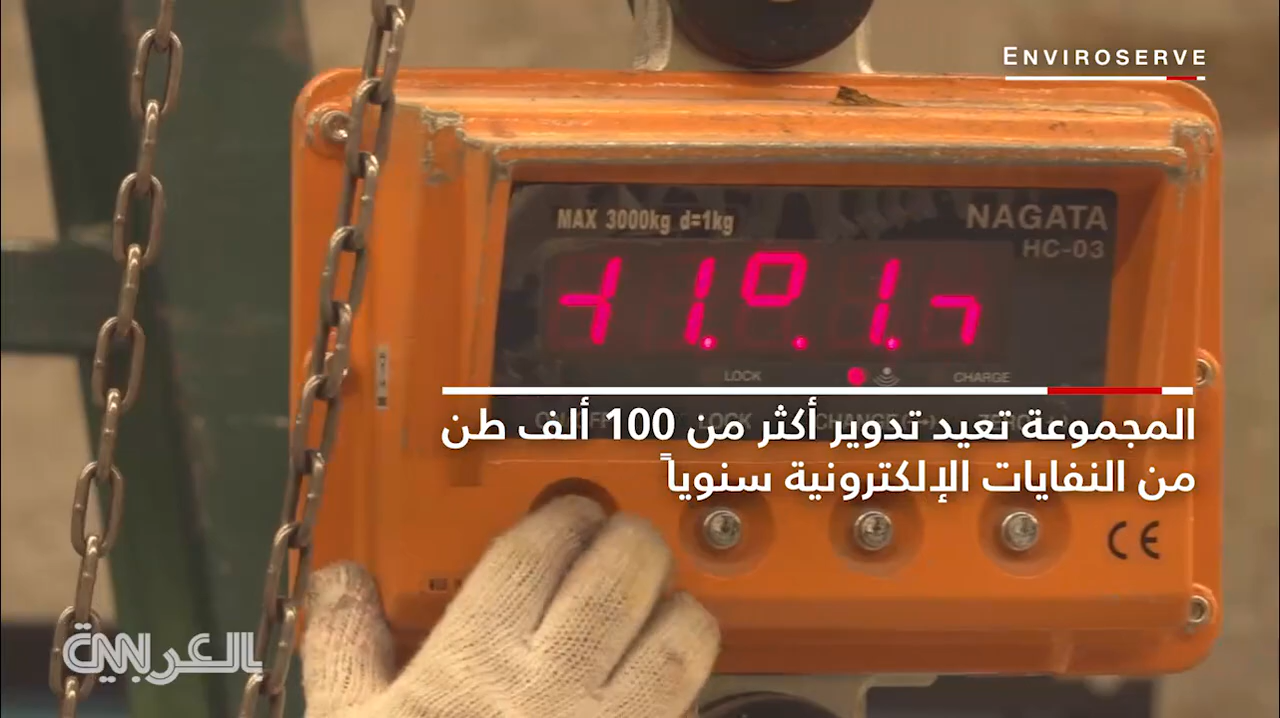 ENVIROSERVE
MAX 3000kg d=1kg
NAGATA
HC-03
LOCK
CHARGE
المجموعة تعيد تدوير أكثر من 100 ألف طن
من النفايات الإلكترونية سنوياً
CE
CNN بالعربية